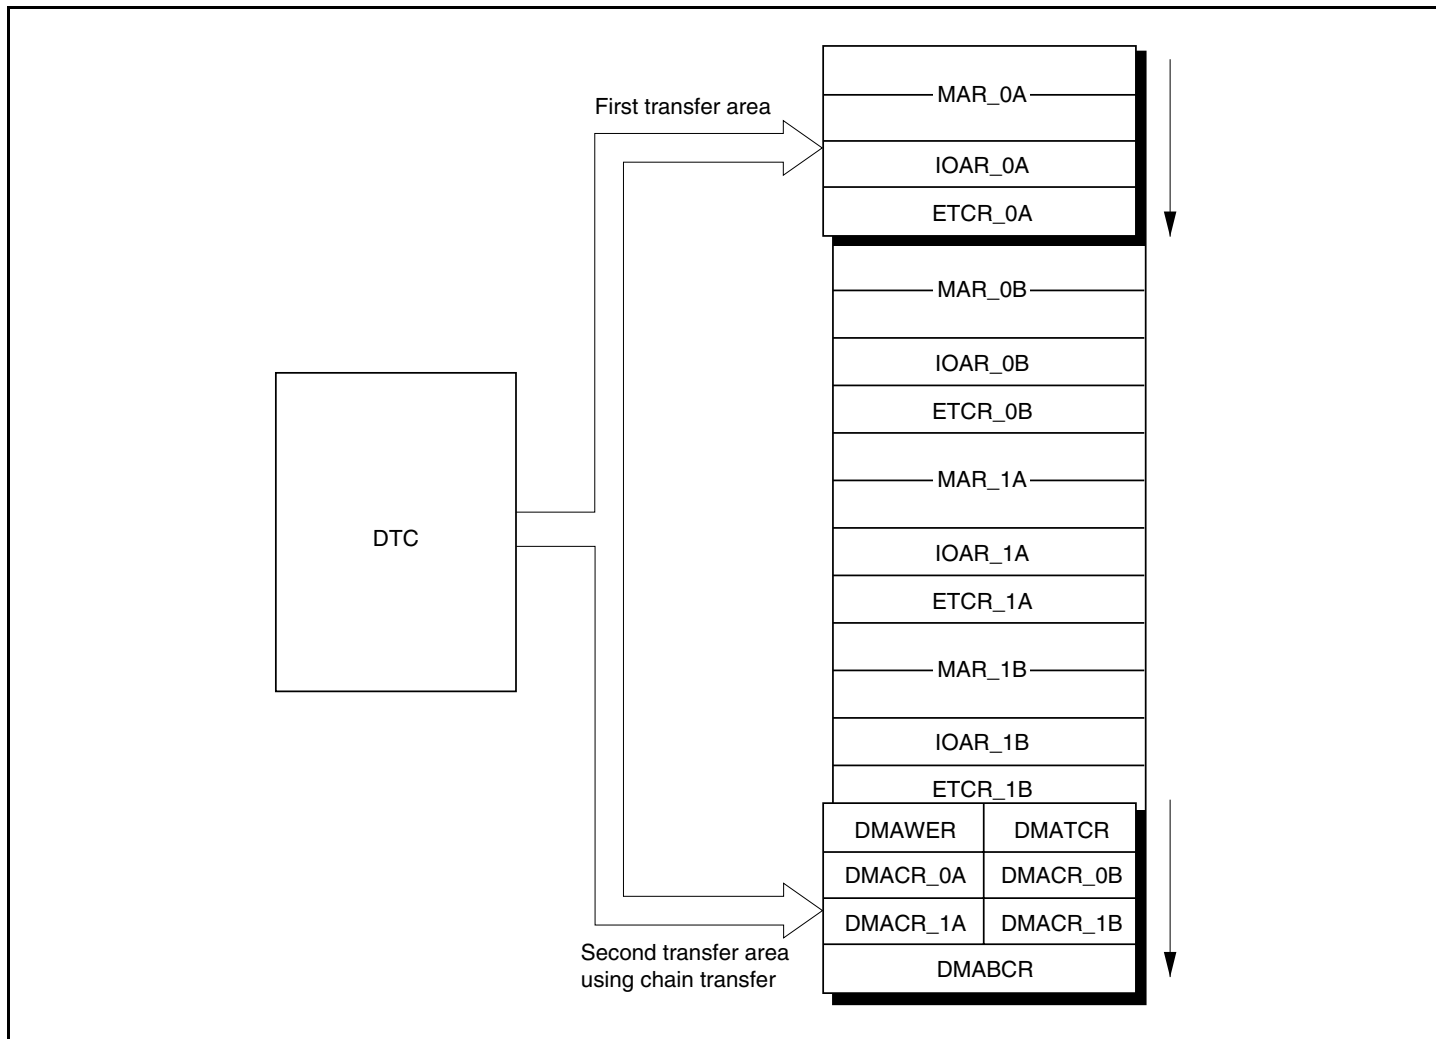 First transfer area
MAR_0A
IOAR_0A
ETCR_0A
MAR_0B
IOAR_0B
ETCR_0B
MAR_1A
IOAR_1A
ETCR_1A
MAR_1B
IOAR_1B
ETCR_1B
DTC
DMAWER DMATCR
DMACR_0A DMACR_0B
DMACR_1A DMACR_1B
DMABCR
Second transfer area
using chain transfer